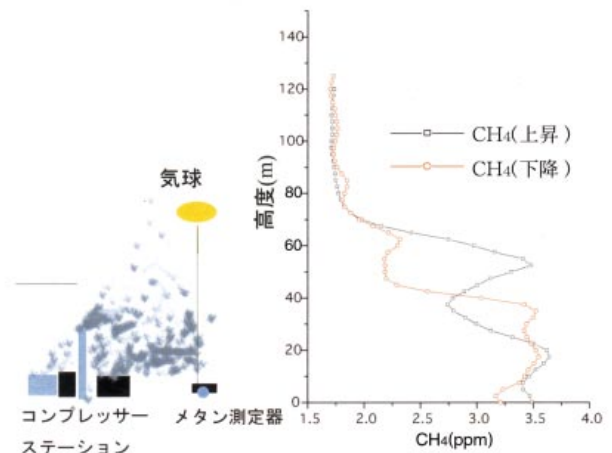 気球
コンプレッサー
ステーション
メタン測定器
高度(m)
140
120
100
80
60
40
20
0
CH4(上昇)
CH4(下降)
1.5 2.0 2.5 3.0 3.5 4.0
CH4(ppm)